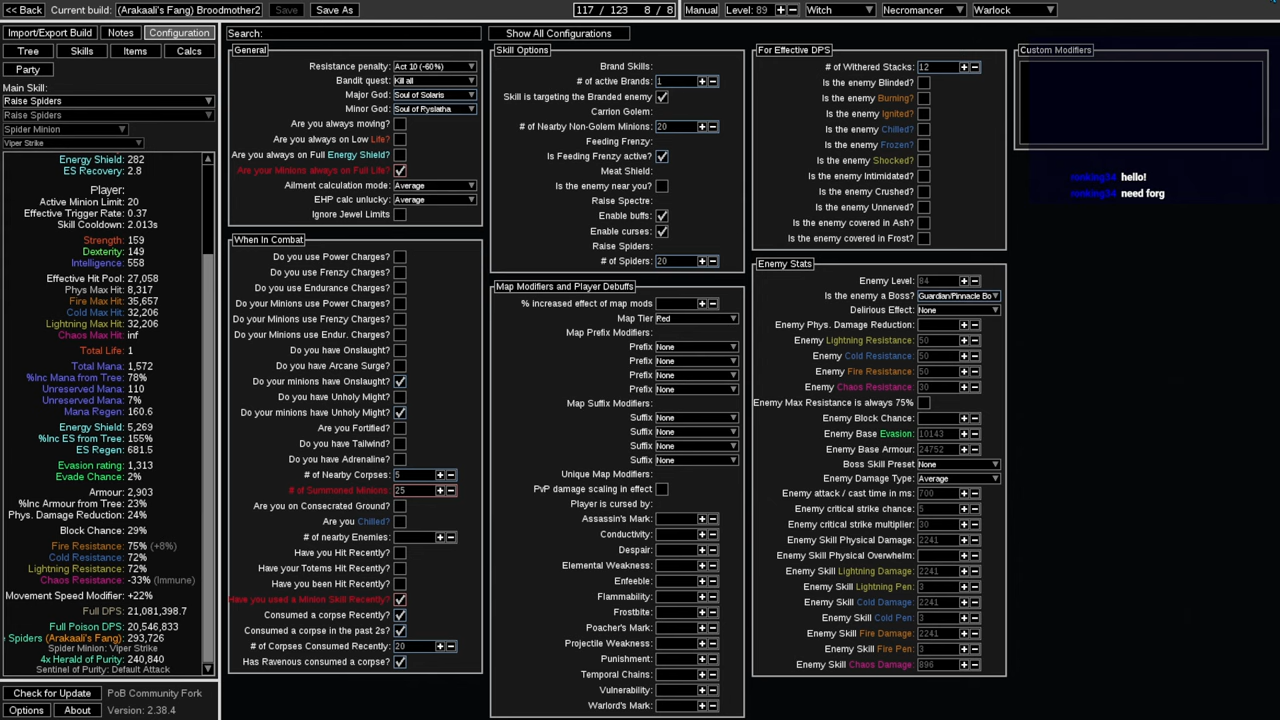 << Back
Current build: (Arakaali's Fang) Broodmother2
Save
Save As
117 / 123 8 / 8
Manual
Level: 89
Witch
Necromancer
Warlock
Import/Export Build
Notes
Configuration
Tree
Skills
Items
Calcs
Party
Main Skill:
Raise Spiders
Raise Spiders
Spider Minion
Viper Strike
Energy Shield: 282
ES Recovery: 2.8
Player:
Active Minion Limit: 20
Effective Trigger Rate: 0.37
Skill Cooldown: 2.013s
Strength: 159
Dexterity: 149
Intelligence: 558
Effective Hit Pool: 27,058
Phys Max Hit: 8,317
Fire Max Hit: 35,657
Cold Max Hit: 32,206
Lightning Max Hit: 32,206
Chaos Max Hit: inf
Total Life: 1
Total Mana: 1,572
%Inc Mana from Tree: 78%
Unreserved Mana: 110
Unreserved Mana: 7%
Mana Regen: 160.6
Energy Shield: 5,269
%Inc ES from Tree: 155%
ES Regen: 681.5
Evasion rating: 1,313
Evade Chance: 2%
Armour: 2,903
%Inc Armour from Tree: 23%
Phys. Damage Reduction: 24%
Block Chance: 29%
Fire Resistance: 75% (+8%)
Cold Resistance: 72%
Lightning Resistance: 72%
Chaos Resistance: -33% (Immune)
Movement Speed Modifier: +22%
Full DPS: 21,081,398.7
Full Poison DPS: 20,546,833
Spiders (Arakaali's Fang): 293,726
Spider Minion: Viper Strike
4x Herald of Purity: 240,840
Sentinel of Purity: Default Attack
Check for Update
PoB Community Fork
Options
About
Version: 2.38.4
Search:
Show All Configurations
General
Resistance penalty: Act 10 (-60%)
Bandit quest: Kill all
Major God: Soul of Solaris
Minor God: Soul of Ryslatha
Are you always moving?
Are you always on Low Life?
Are you always on Full Energy Shield?
Are your Minions always on Full Life?
Ailment calculation mode: Average
EHP calc unlucky: Average
Ignore Jewel Limits
When In Combat
Do you use Power Charges?
Do you use Frenzy Charges?
Do you use Endurance Charges?
Do your Minions use Power Charges?
Do your Minions use Frenzy Charges?
Do your Minions use Endur. Charges?
Do you have Onslaught?
Do you have Arcane Surge?
Do your minions have Onslaught?
Do you have Unholy Might?
Do your minions have Unholy Might?
Are you Fortified?
Do you have Tailwind?
Do you have Adrenaline?
# of Nearby Corpses: 5
# of Summoned Minions: 25
Are you on Consecrated Ground?
Are you Chilled?
# of nearby Enemies:
Have you Hit Recently?
Have your Totems Hit Recently?
Have you been Hit Recently?
Have you used a Minion Skill Recently?
Consumed a corpse Recently?
Consumed a corpse in the past 2s?
# of Corpses Consumed Recently: 20
Has Ravenous consumed a corpse?
Skill Options
Brand Skills:
# of active Brands: 1
Skill is targeting the Branded enemy
Carrion Golem:
# of Nearby Non-Golem Minions: 20
Feeding Frenzy:
Is Feeding Frenzy active?
Meat Shield:
Is the enemy near you?
Raise Spectre:
Enable buffs:
Enable curses:
Raise Spiders:
# of Spiders: 20
Map Modifiers and Player Debuffs
% increased effect of map mods
Map Tier: Red
Map Prefix Modifiers:
Prefix None
Prefix None
Prefix None
Prefix None
Map Suffix Modifiers:
Suffix None
Suffix None
Suffix None
Suffix None
Unique Map Modifiers:
PvP damage scaling in effect
Player is cursed by:
Assassin's Mark:
Conductivity:
Despair:
Elemental Weakness:
Enfeeble:
Flammability:
Frostbite:
Poacher's Mark:
Projectile Weakness:
Punishment:
Temporal Chains:
Vulnerability:
Warlord's Mark:
For Effective DPS
# of Withered Stacks: 12
Is the enemy Blinded?
Is the enemy Burning?
Is the enemy Ignited?
Is the enemy Chilled?
Is the enemy Frozen?
Is the enemy Shocked?
Is the enemy Intimidated?
Is the enemy Crushed?
Is the enemy Unnerved?
Is the enemy covered in Ash?
Is the enemy covered in Frost?
Enemy Stats
Enemy Level: 84
Is the enemy a Boss? Guardian/Pinnacle Bo
Delirious Effect: None
Enemy Phys. Damage Reduction:
Enemy Lightning Resistance: 50
Enemy Cold Resistance: 50
Enemy Fire Resistance: 50
Enemy Chaos Resistance: 30
Enemy Max Resistance is always 75%
Enemy Block Chance:
Enemy Base Evasion: 10143
Enemy Base Armour: 24752
Boss Skill Preset None
Enemy Damage Type: Average
Enemy attack / cast time in ms: 700
Enemy critical strike chance: 5
Enemy critical strike multiplier: 30
Enemy Skill Physical Damage: 2241
Enemy Skill Physical Overwhelm:
Enemy Skill Lightning Damage: 2241
Enemy Skill Lightning Pen: 3
Enemy Skill Cold Damage: 2241
Enemy Skill Cold Pen: 3
Enemy Skill Fire Damage: 2241
Enemy Skill Fire Pen: 3
Enemy Skill Chaos Damage: 896
Custom Modifiers
hello!
need forg